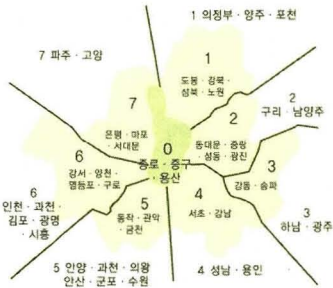 1 의정부 · 양주 · 포천
7 파주 · 고양
1
도봉 · 강북 ·
성북 · 노원
2
구리 · 남양주
7
은평 · 마포
· 서대문
2
동대문 · 중랑
· 성동 · 광진
0
종로 · 중구
· 용산
6
강서 · 양천 ·
영등포 · 구로
3
강동 · 송파
6
인천 · 과천 ·
김포 · 광명
· 시흥
5
동작 · 관악
· 금천
4
서초 · 강남
3
하남 · 광주
5 안양 · 과천 · 의왕
안산 · 군포 · 수원
4 성남 · 용인